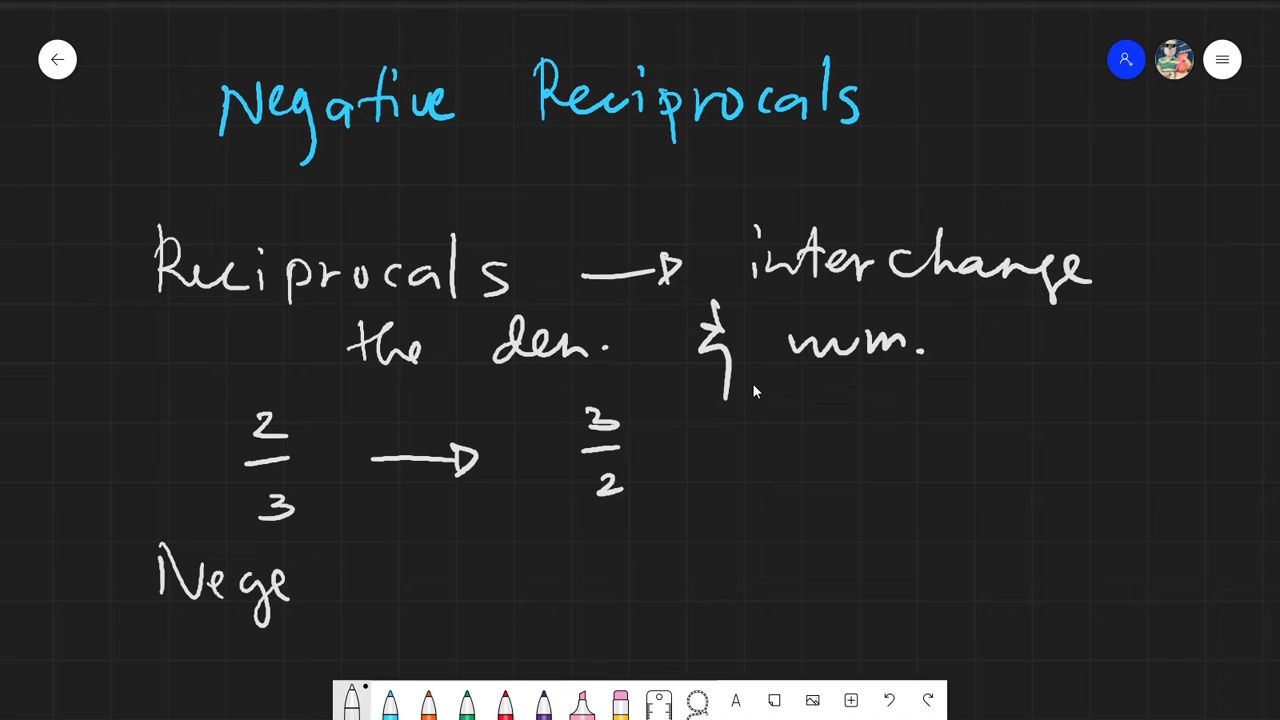 Negative Reciprocals
Reciprocals → interchange
the den. & num.
2/3 → 3/2
Nege
A